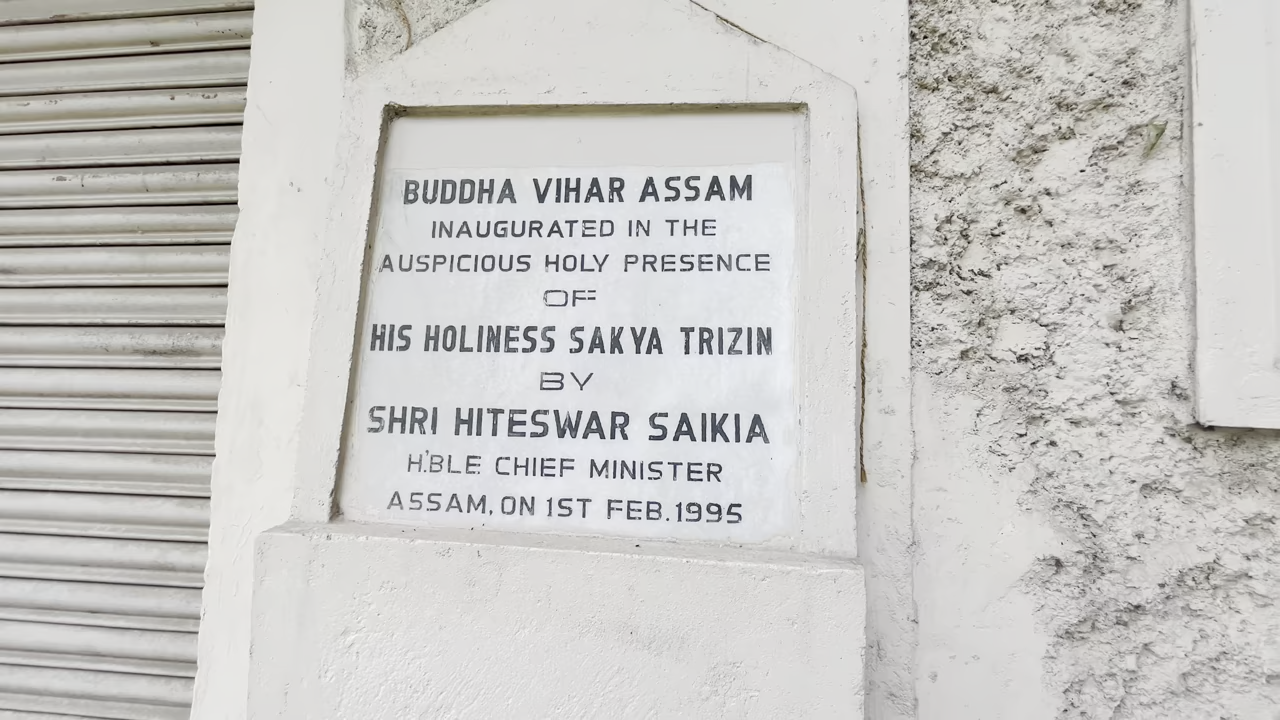 BUDDHA VIHAR ASSAM
INAUGURATED IN THE
AUSPICIOUS HOLY PRESENCE
OF
HIS HOLINESS SAKYA TRIZIN
BY
SHRI HITESWAR SAIKIA
H'BLE CHIEF MINISTER
ASSAM, ON 1ST FEB.1995